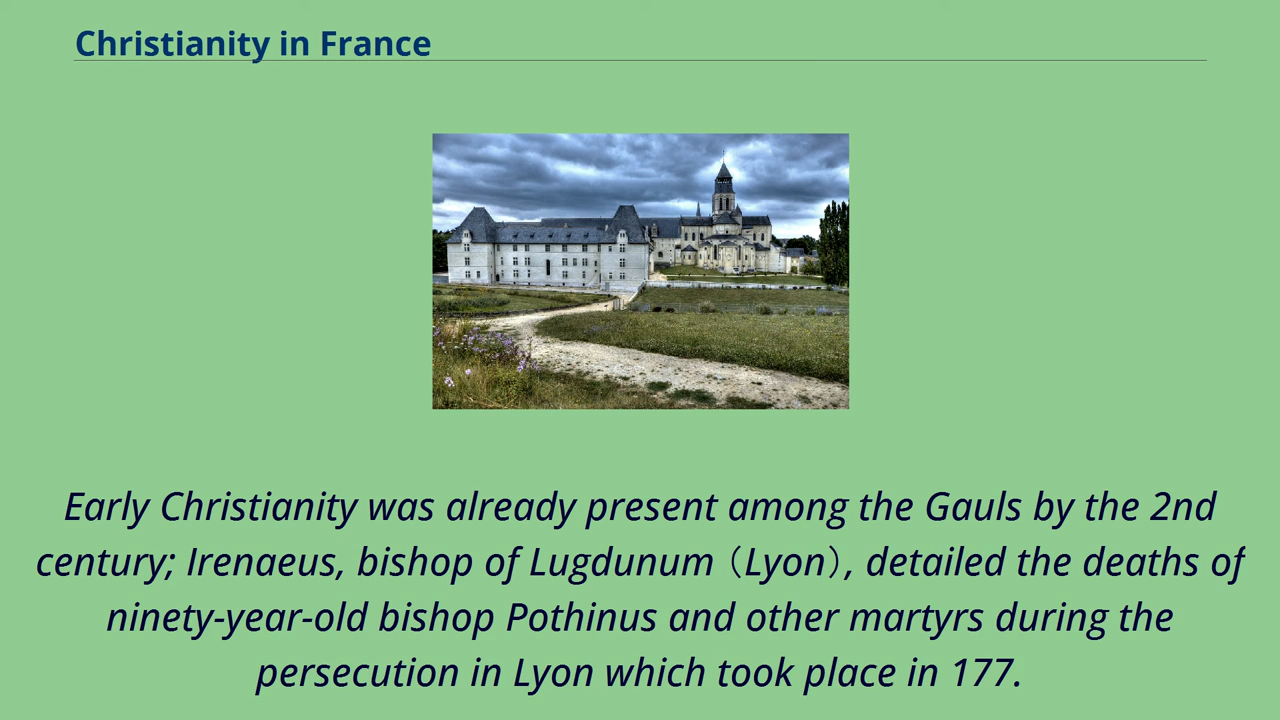 Christianity in France
Early Christianity was already present among the Gauls by the 2nd
century; Irenaeus, bishop of Lugdunum（Lyon）, detailed the deaths of
ninety-year-old bishop Pothinus and other martyrs during the
persecution in Lyon which took place in 177.